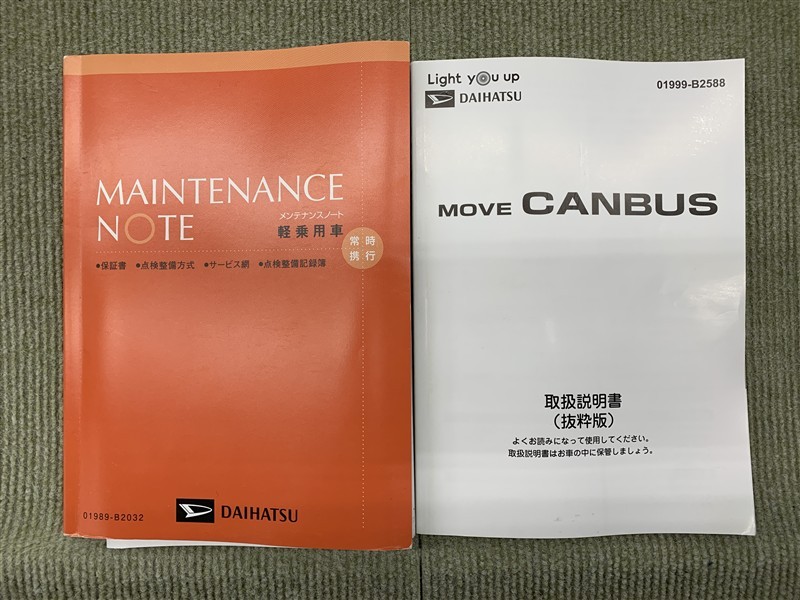 MAINTENANCE
NOTE
メンテナンスノート
軽乗用車
常時
携行
●保証書 ●点検整備方式 ●サービス網 ●点検整備記録簿
01989-B2032
DAIHATSU
Light you up
DAIHATSU
01999-B2588
MOVE CANBUS
取扱説明書
(抜粋版)
よくお読みになって使用してください。
取扱説明書はお車の中に保管しましょう。